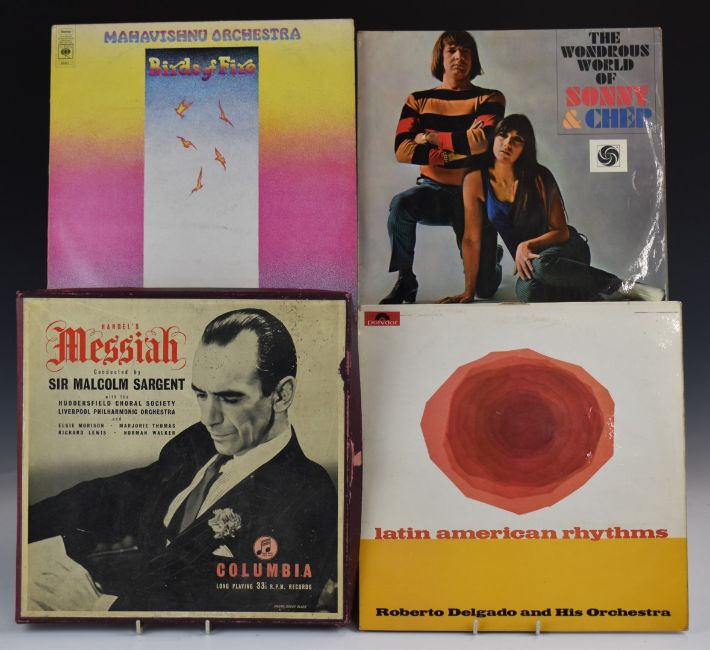 MAHAVISHNU ORCHESTRA
Birds of Fire
CBS
THE
WONDROUS
WORLD
OF
SONNY
& CHER
HANDEL'S
Messiah
Conducted by
SIR MALCOLM SARGENT
with the
HUDDERSFIELD CHORAL SOCIETY
LIVERPOOL PHILHARMONIC ORCHESTRA
and
ELSIE MORISON · MARJORIE THOMAS
RICHARD LEWIS · NORMAN WALKER
COLUMBIA
LONG PLAYING 33⅓ R.P.M. RECORDS
Polydor
latin american rhythms
Roberto Delgado and His Orchestra